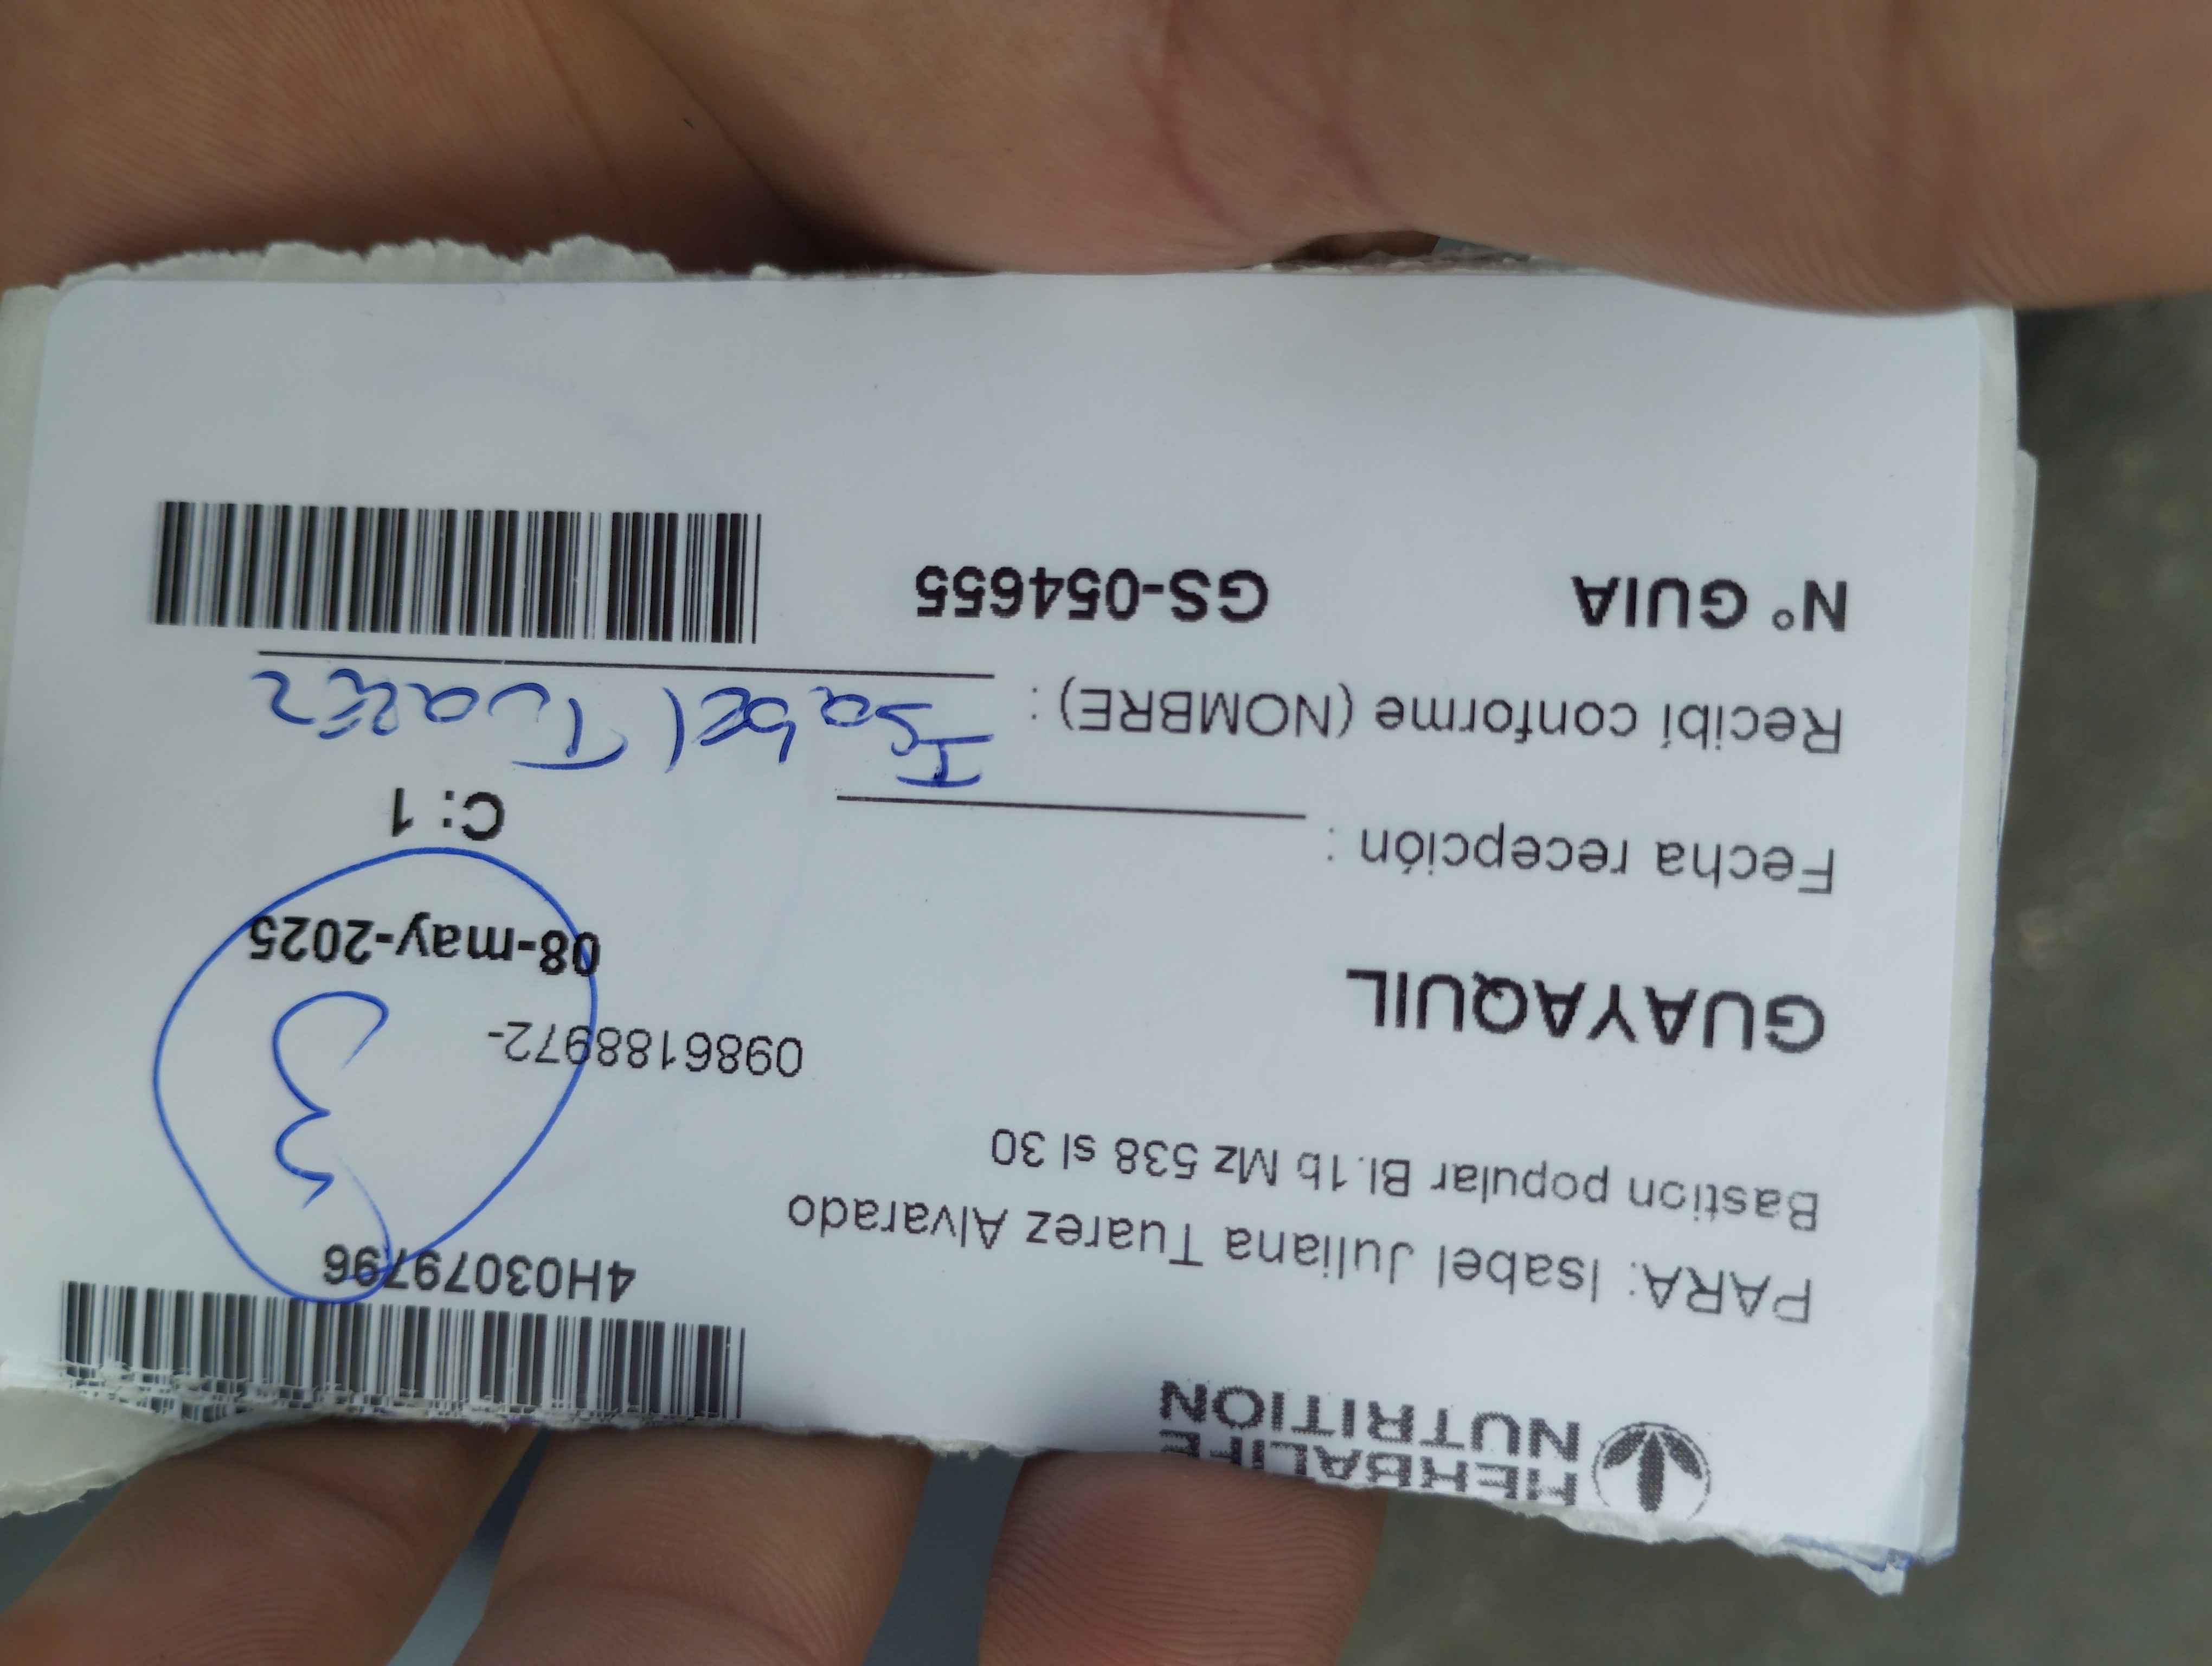 HERBALIFE
NUTRITION
4H03079796
PARA: Isabel Juliana Tuarez Alvarado
Bastion popular Bl.1b Mz 538 sl 30
3
0986188972-
GUAYAQUIL
08-may-2025
Fecha recepción :
C: 1
Recibí conforme (NOMBRE) : Isabel Tuarez
N° GUIA GS-054655